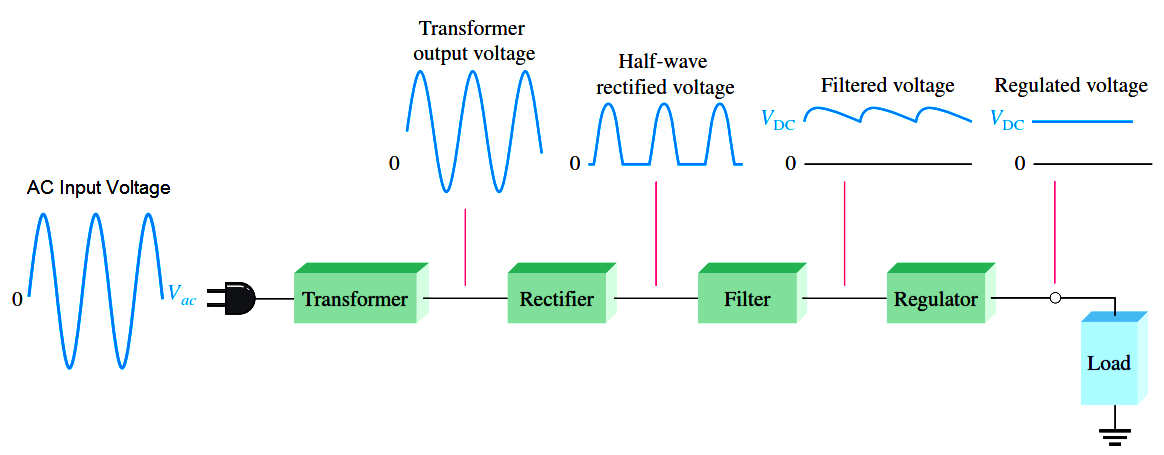 Transformer
output voltage
Half-wave
rectified voltage
Filtered voltage
Regulated voltage
V_DC
V_DC
0
0
0
0
AC Input Voltage
0
V_ac
Transformer
Rectifier
Filter
Regulator
Load